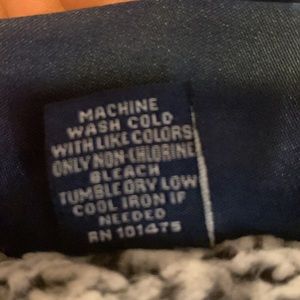 MACHINE
WASH COLD
WITH LIKE COLORS
ONLY NON-CHLORINE
BLEACH
TUMBLE DRY LOW
COOL IRON IF
NEEDED
RN 101475